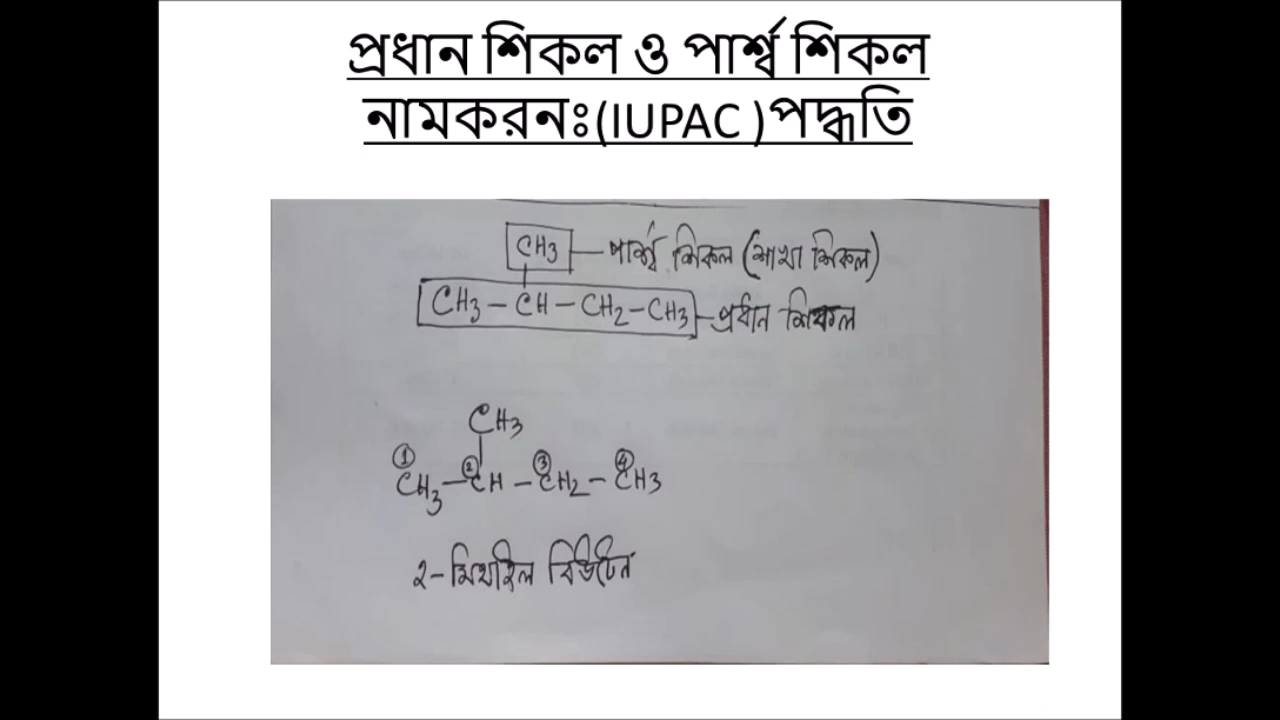 প্রধান শিকল ও পার্শ্ব শিকল
নামকরনঃ(IUPAC )পদ্ধতি
CH3 — পার্শ্ব শিকল (শাখা শিকল)
CH3 — CH — CH2 — CH3 — প্রধান শিকল
CH3
1 2 3 4
CH3 — CH — CH2 — CH3
২-মিথাইল বিউটেন